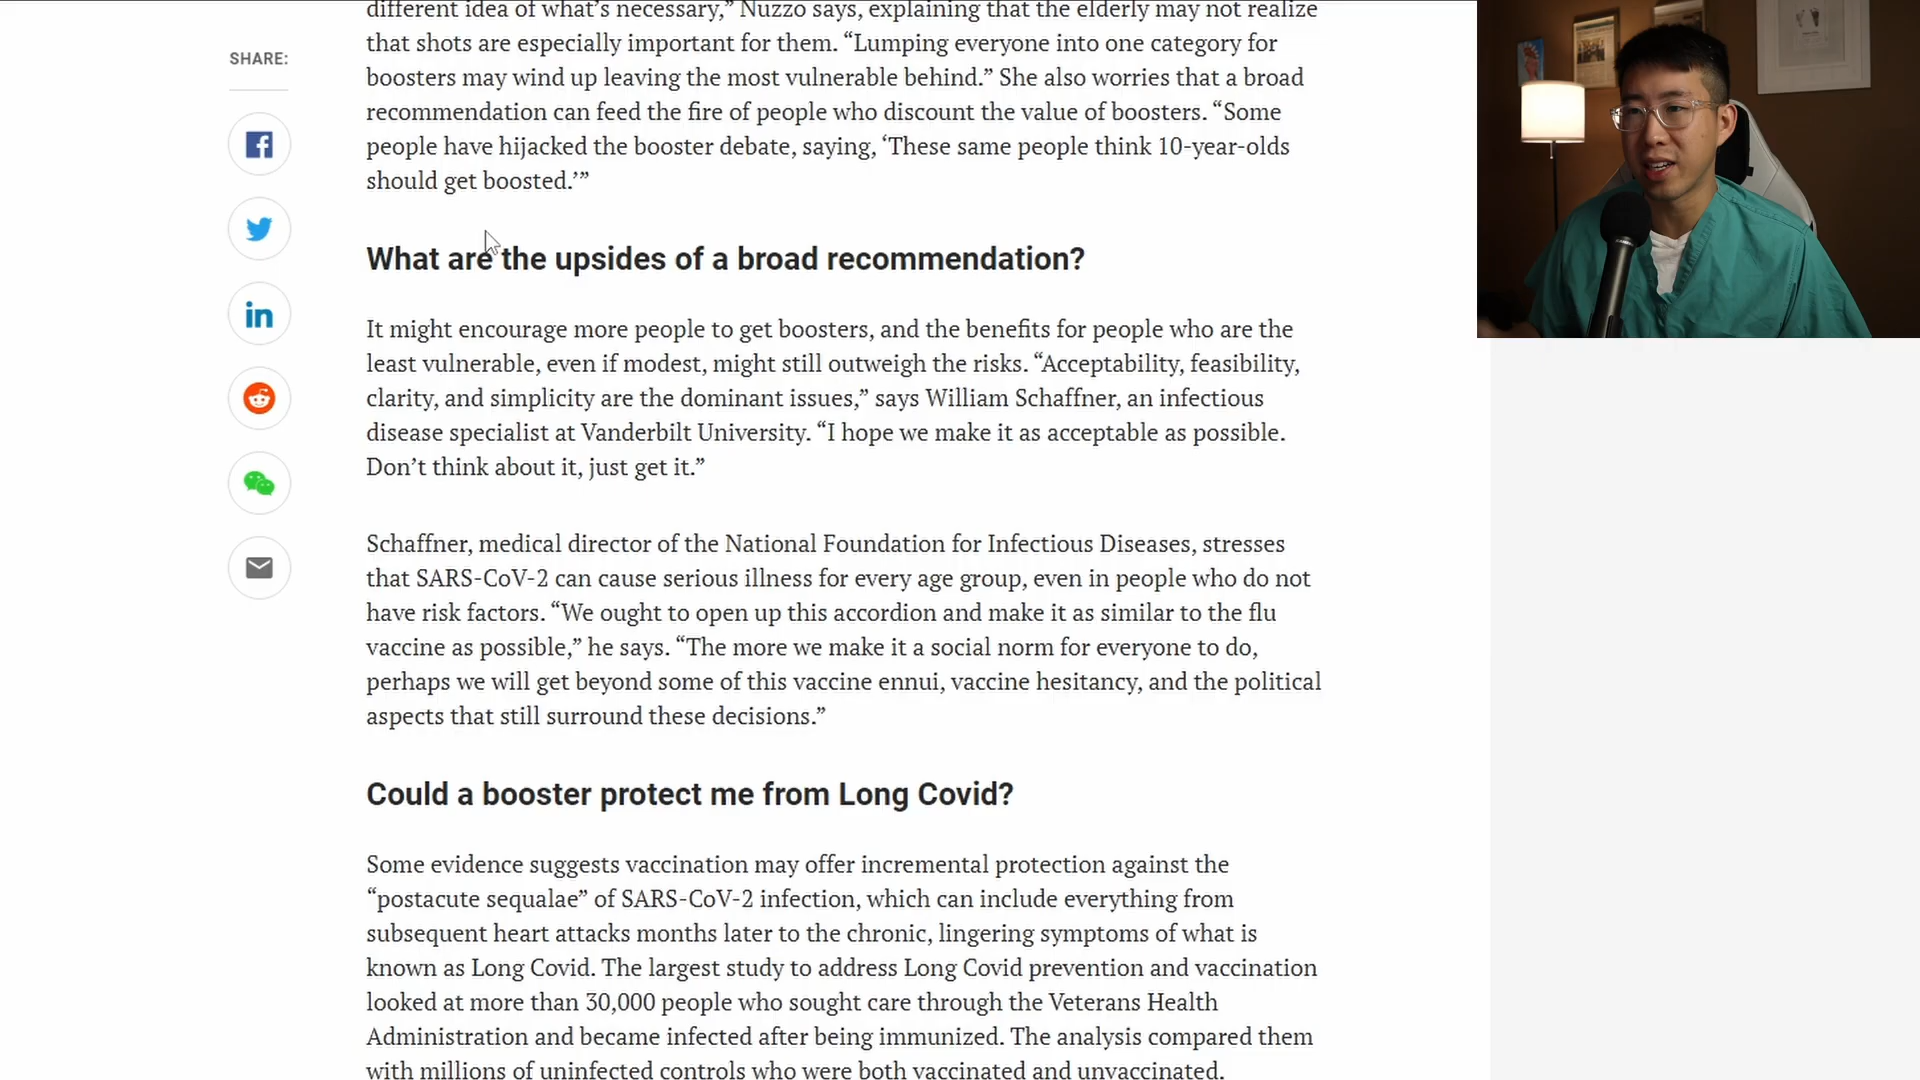 different idea of what’s necessary,” Nuzzo says, explaining that the elderly may not realize
SHARE:
that shots are especially important for them. “Lumping everyone into one category for
boosters may wind up leaving the most vulnerable behind.” She also worries that a broad
recommendation can feed the fire of people who discount the value of boosters. “Some
people have hijacked the booster debate, saying, ‘These same people think 10-year-olds
should get boosted.’”
What are the upsides of a broad recommendation?
It might encourage more people to get boosters, and the benefits for people who are the
least vulnerable, even if modest, might still outweigh the risks. “Acceptability, feasibility,
clarity, and simplicity are the dominant issues,” says William Schaffner, an infectious
disease specialist at Vanderbilt University. “I hope we make it as acceptable as possible.
Don’t think about it, just get it.”
Schaffner, medical director of the National Foundation for Infectious Diseases, stresses
that SARS-CoV-2 can cause serious illness for every age group, even in people who do not
have risk factors. “We ought to open up this accordion and make it as similar to the flu
vaccine as possible,” he says. “The more we make it a social norm for everyone to do,
perhaps we will get beyond some of this vaccine ennui, vaccine hesitancy, and the political
aspects that still surround these decisions.”
Could a booster protect me from Long Covid?
Some evidence suggests vaccination may offer incremental protection against the
“postacute sequalae” of SARS-CoV-2 infection, which can include everything from
subsequent heart attacks months later to the chronic, lingering symptoms of what is
known as Long Covid. The largest study to address Long Covid prevention and vaccination
looked at more than 30,000 people who sought care through the Veterans Health
Administration and became infected after being immunized. The analysis compared them
with millions of uninfected controls who were both vaccinated and unvaccinated.
in